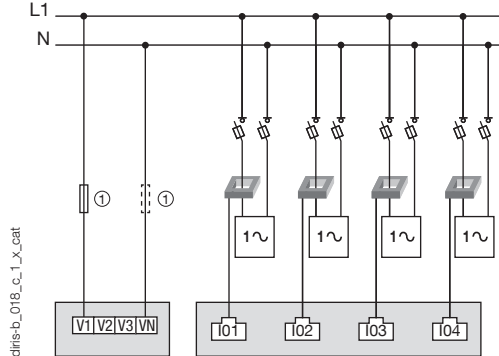 L1
N
① ①
1∿ 1∿ 1∿ 1∿
V1 V2 V3 VN I01 I02 I03 I04
diris-b_018_c_1_x_cat